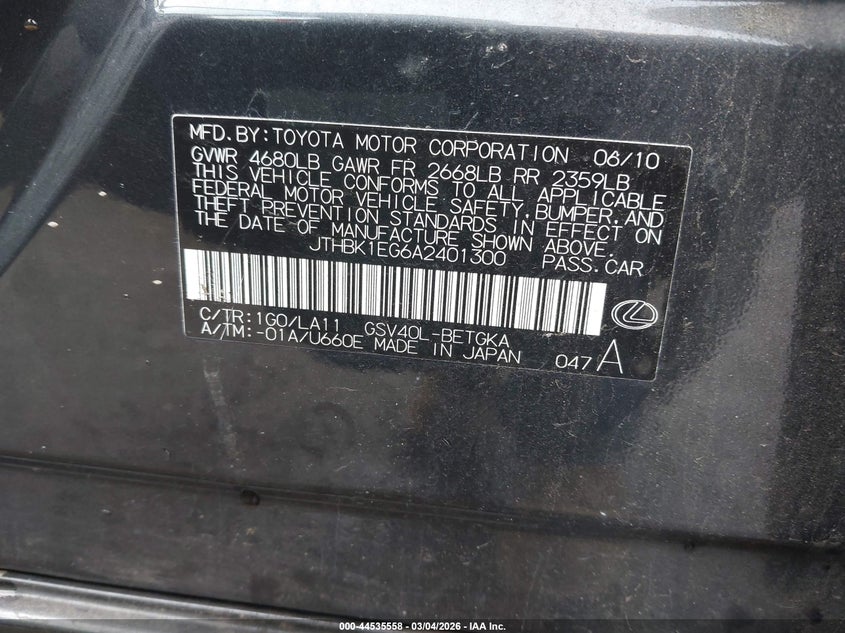 MFD.BY:TOYOTA MOTOR CORPORATION 06/10
GVWR 4680LB GAWR FR 2668LB RR 2359LB
THIS VEHICLE CONFORMS TO ALL APPLICABLE
FEDERAL MOTOR VEHICLE SAFETY,BUMPER,AND
THEFT PREVENTION STANDARDS IN EFFECT ON
THE DATE OF MANUFACTURE SHOWN ABOVE.
JTHBK1EG6A2401300 PASS.CAR
C/TR:1G0/LA11 GSV40L-BETGKA
A/TM:-01A/U660E MADE IN JAPAN 047A
000-44535558 - 03/04/2026 - IAA Inc.